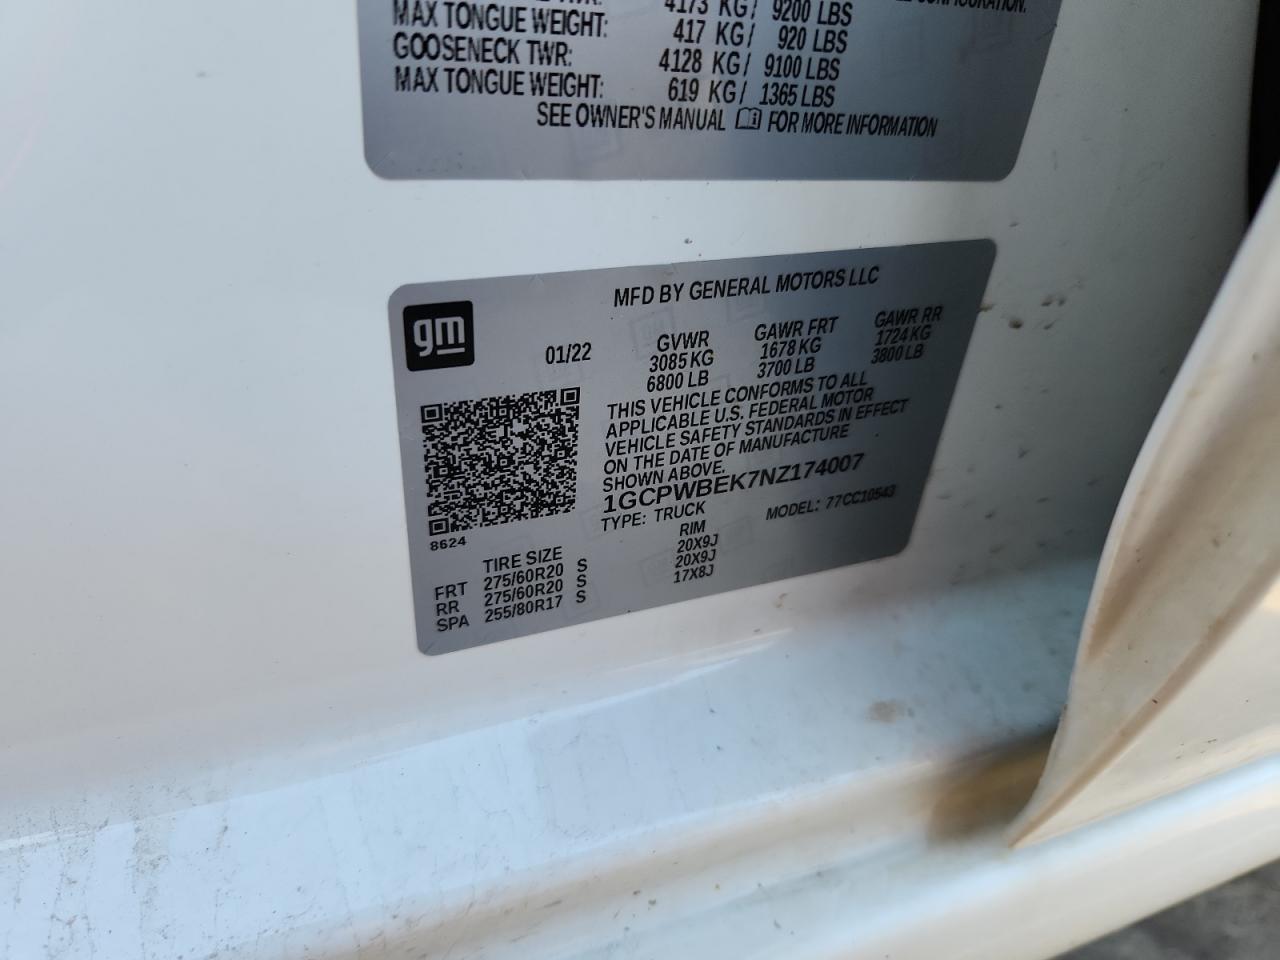 TWR: 4173 KG/ 9200 LBS CONFIGURATION.
MAX TONGUE WEIGHT: 417 KG/ 920 LBS
GOOSENECK TWR: 4128 KG/ 9100 LBS
MAX TONGUE WEIGHT: 619 KG/ 1365 LBS
SEE OWNER'S MANUAL FOR MORE INFORMATION
MFD BY GENERAL MOTORS LLC
gm
01/22 GVWR GAWR FRT GAWR RR
3085 KG 1678 KG 1724 KG
6800 LB 3700 LB 3800 LB
THIS VEHICLE CONFORMS TO ALL
APPLICABLE U.S. FEDERAL MOTOR
VEHICLE SAFETY STANDARDS IN EFFECT
ON THE DATE OF MANUFACTURE
SHOWN ABOVE.
1GCPWBEK7NZ174007
TYPE: TRUCK MODEL: 77CC10543
8624
TIRE SIZE RIM
FRT 275/60R20 S 20X9J
RR 275/60R20 S 20X9J
SPA 255/80R17 S 17X8J